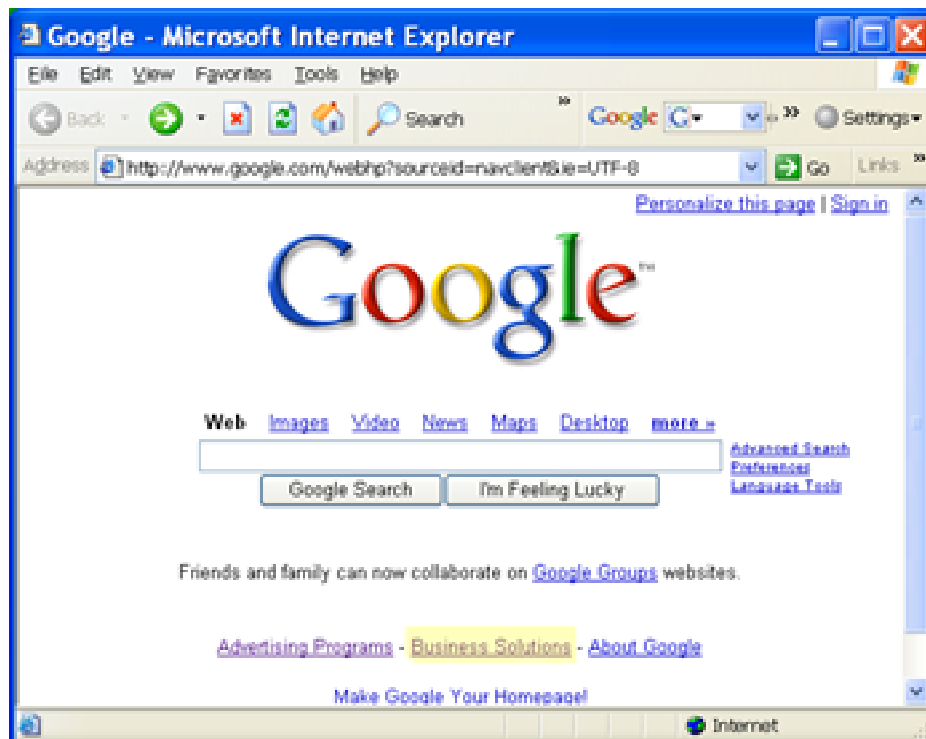 Google - Microsoft Internet Explorer
File Edit View Favorites Tools Help
Back Search » Google G » Settings
Address http://www.google.com/webhp?sourceid=navclient&ie=UTF-8 Go Links »
Personalize this page | Sign in
Google™
Web Images Video News Maps Desktop more »
Advanced Search
Preferences
Google Search I'm Feeling Lucky Language Tools
Friends and family can now collaborate on Google Groups websites.
Advertising Programs - Business Solutions - About Google
Make Google Your Homepage!
Internet